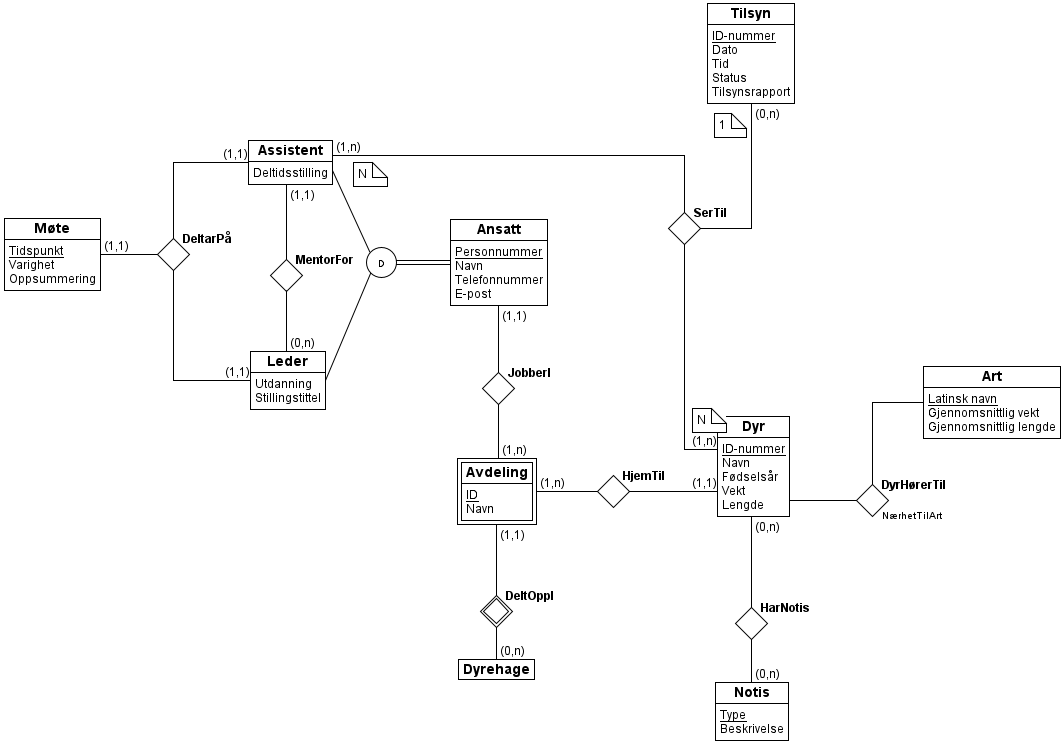 Tilsyn
ID-nummer
Dato
Tid
Status
Tilsynsrapport
(0,n)
1
Assistent
Deltidsstilling
(1,1)
(1,n)
N
(1,1)
SerTil
Møte
Tidspunkt
Varighet
Oppsummering
(1,1)
DeltarPå
MentorFor
D
Ansatt
Personnummer
Navn
Telefonnummer
E-post
(1,1)
(0,n)
Leder
Utdanning
Stillingstittel
(1,1)
JobberI
Art
Latinsk navn
Gjennomsnittlig vekt
Gjennomsnittlig lengde
N
Dyr
ID-nummer
Navn
Fødselsår
Vekt
Lengde
(1,n)
(1,1)
(0,n)
(1,n)
Avdeling
ID
Navn
(1,n)
HjemTil
(1,1)
DyrHørerTil
NærhetTilArt
DeltOppI
(0,n)
Dyrehage
HarNotis
(0,n)
Notis
Type
Beskrivelse